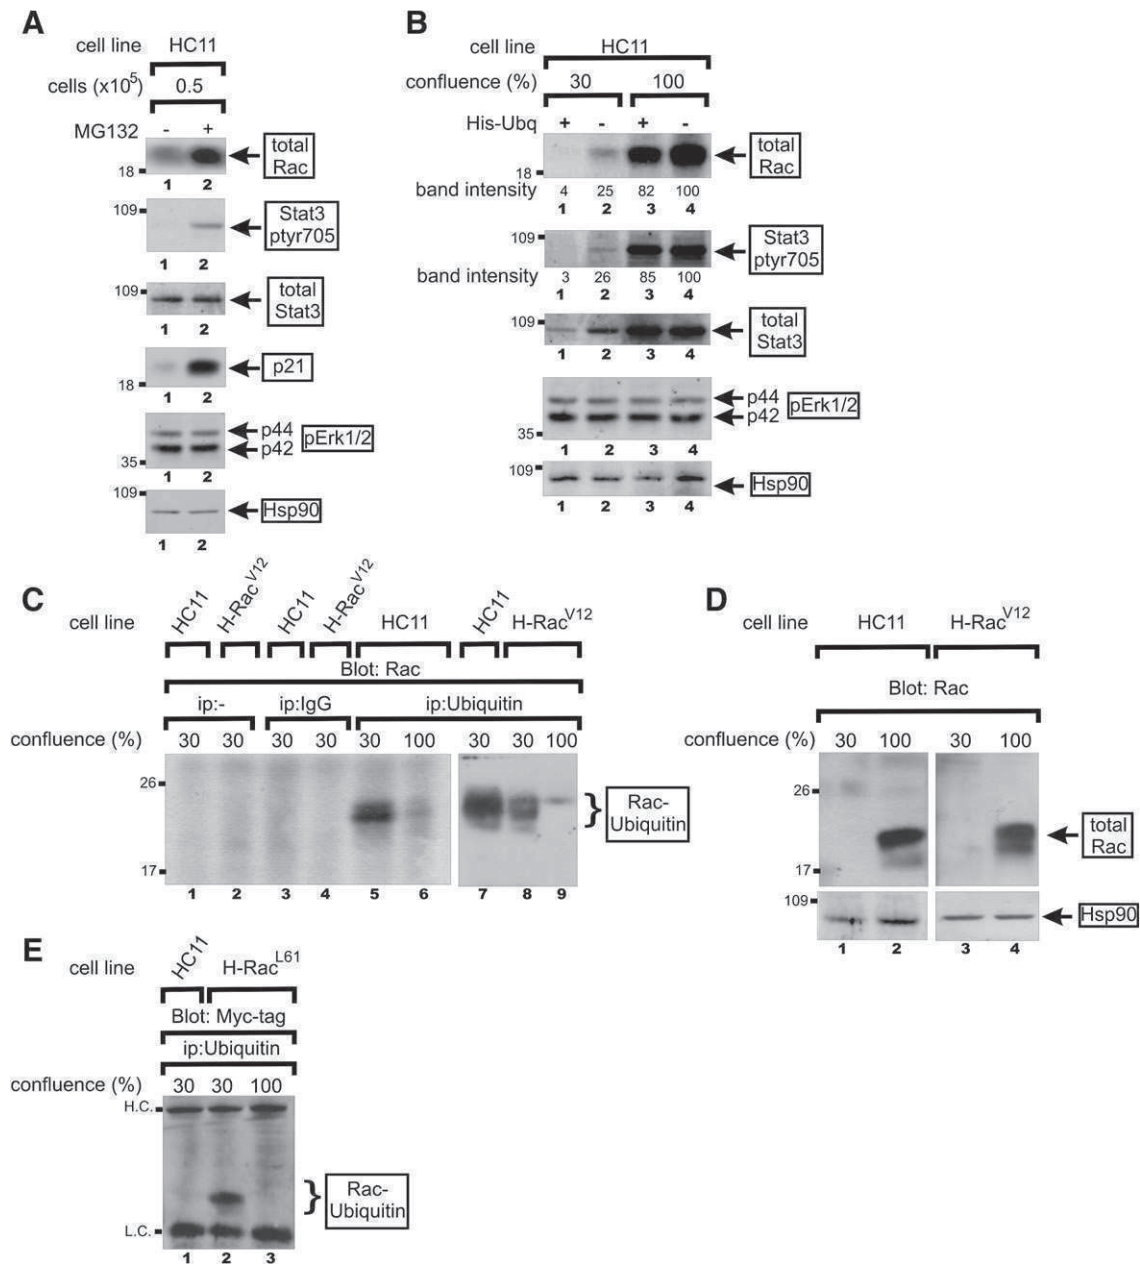 A
cell line HC11
cells (x10^5) 0.5
MG132 - +
total Rac
18
1 2
109
Stat3 ptyr705
1 2
109
total Stat3
1 2
p21
18
1 2
p44
p42
pErk1/2
35
1 2
109
Hsp90
1 2
B
cell line HC11
confluence (%) 30 100
His-Ubq + - + -
total Rac
18
band intensity 4 25 82 100
1 2 3 4
109
Stat3 ptyr705
band intensity 3 26 85 100
1 2 3 4
109
total Stat3
1 2 3 4
p44
p42
pErk1/2
35
1 2 3 4
109
Hsp90
1 2 3 4
C
cell line HC11 H-Rac^V12 HC11 H-Rac^V12 HC11 HC11 H-Rac^V12
Blot: Rac
ip:- ip:IgG ip:Ubiquitin
confluence (%) 30 30 30 30 30 100 30 30 100
26
Rac-Ubiquitin
17
1 2 3 4 5 6 7 8 9
D
cell line HC11 H-Rac^V12
Blot: Rac
confluence (%) 30 100 30 100
26
total Rac
17
109
Hsp90
1 2 3 4
E
cell line HC11 H-Rac^L61
Blot: Myc-tag
ip:Ubiquitin
confluence (%) 30 30 100
H.C.
Rac-Ubiquitin
L.C.
1 2 3